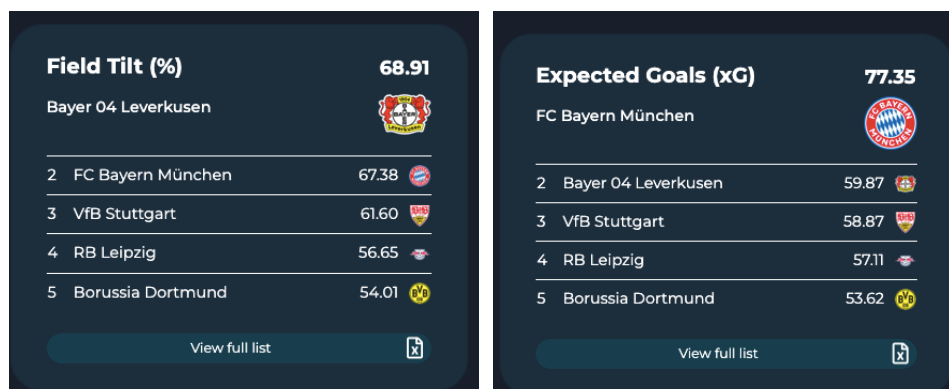 Field Tilt (%) 68.91
Bayer 04 Leverkusen
2 FC Bayern München 67.38
3 VfB Stuttgart 61.60
4 RB Leipzig 56.65
5 Borussia Dortmund 54.01
View full list
Expected Goals (xG) 77.35
FC Bayern München
FC BAYERN
MÜNCHEN
2 Bayer 04 Leverkusen 59.87
3 VfB Stuttgart 58.87
4 RB Leipzig 57.11
5 Borussia Dortmund 53.62
View full list